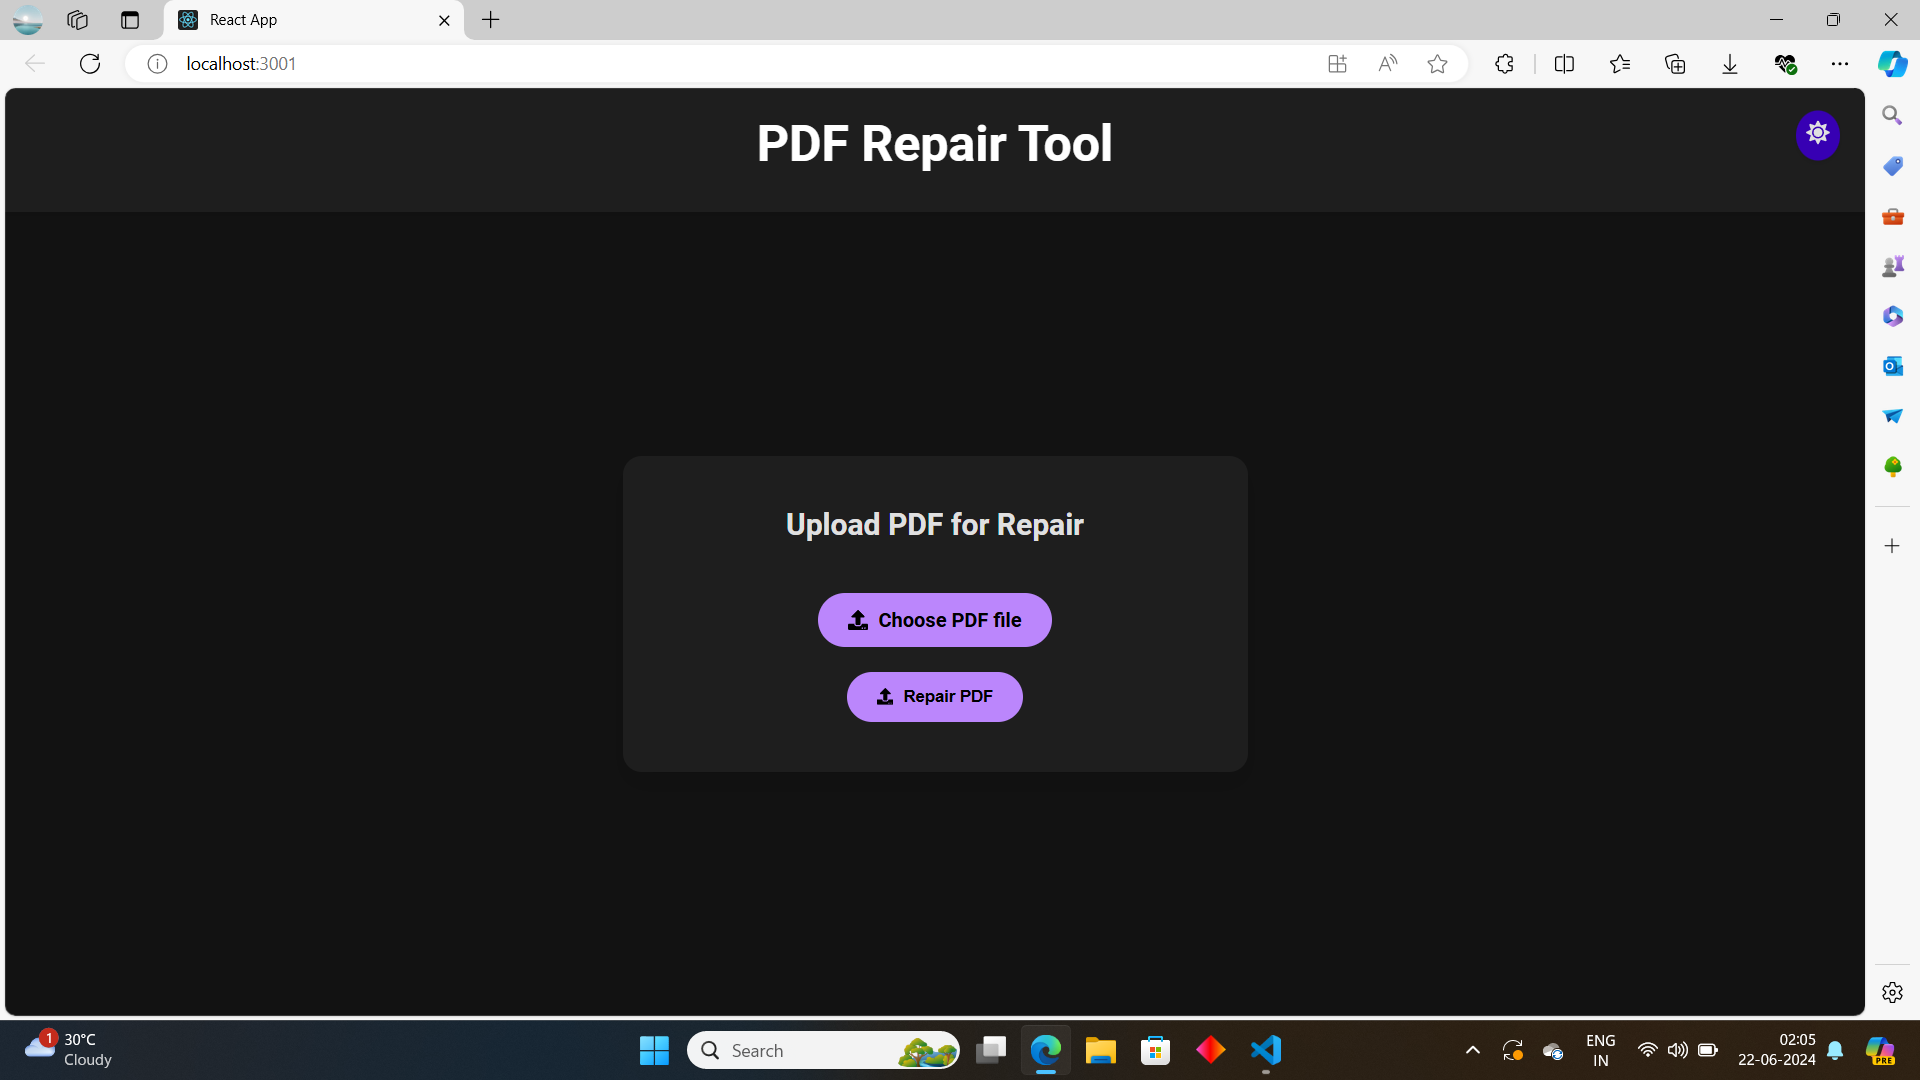 React App
localhost:3001
PDF Repair Tool
Upload PDF for Repair
Choose PDF file
Repair PDF
1
30°C
Cloudy
Search
ENG
IN
02:05
22-06-2024
PRE